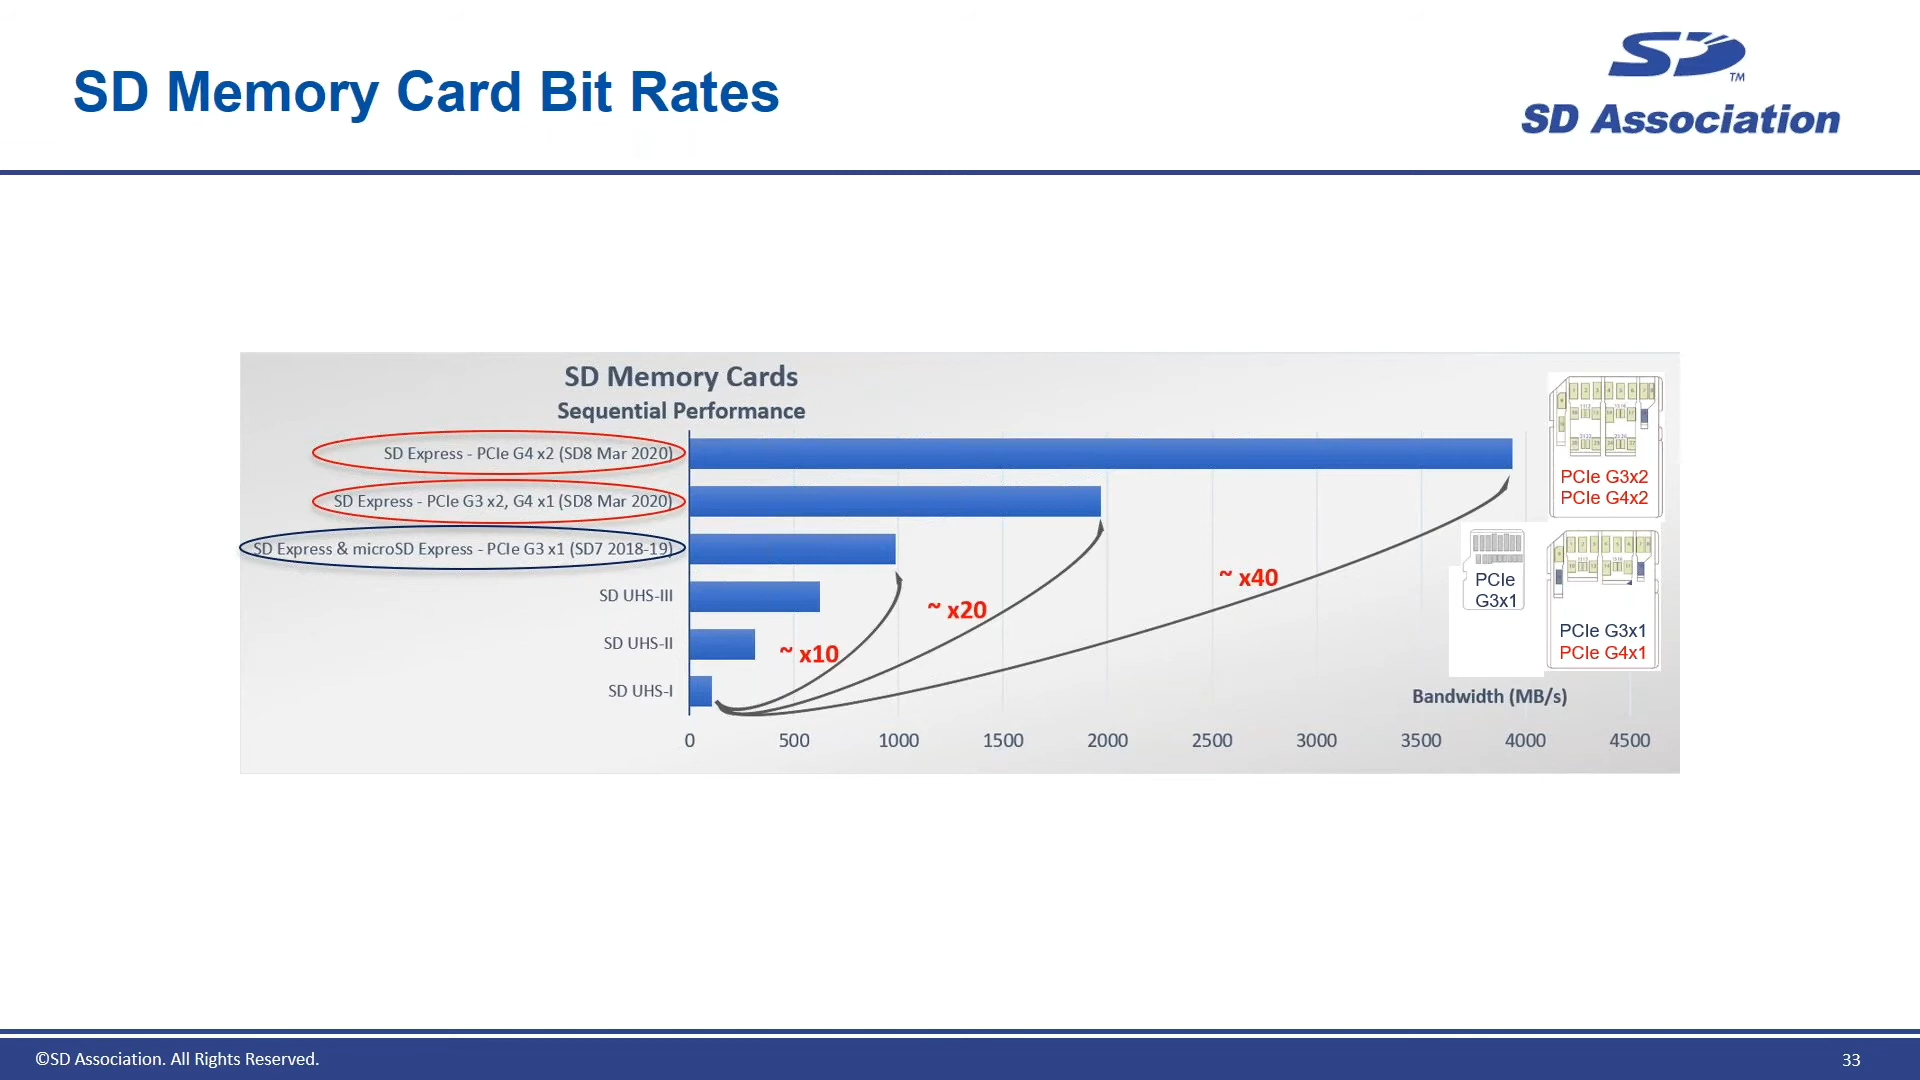 SD Memory Card Bit Rates
SD
TM
SD Association
SD Memory Cards
Sequential Performance
SD Express - PCIe G4 x2 (SD8 Mar 2020)
SD Express - PCIe G3 x2, G4 x1 (SD8 Mar 2020)
SD Express & microSD Express - PCIe G3 x1 (SD7 2018-19)
SD UHS-III
SD UHS-II
SD UHS-I
~ x10
~ x20
~ x40
PCIe G3x2
PCIe G4x2
PCIe
G3x1
PCIe G3x1
PCIe G4x1
Bandwidth (MB/s)
0 500 1000 1500 2000 2500 3000 3500 4000 4500
©SD Association. All Rights Reserved.
33